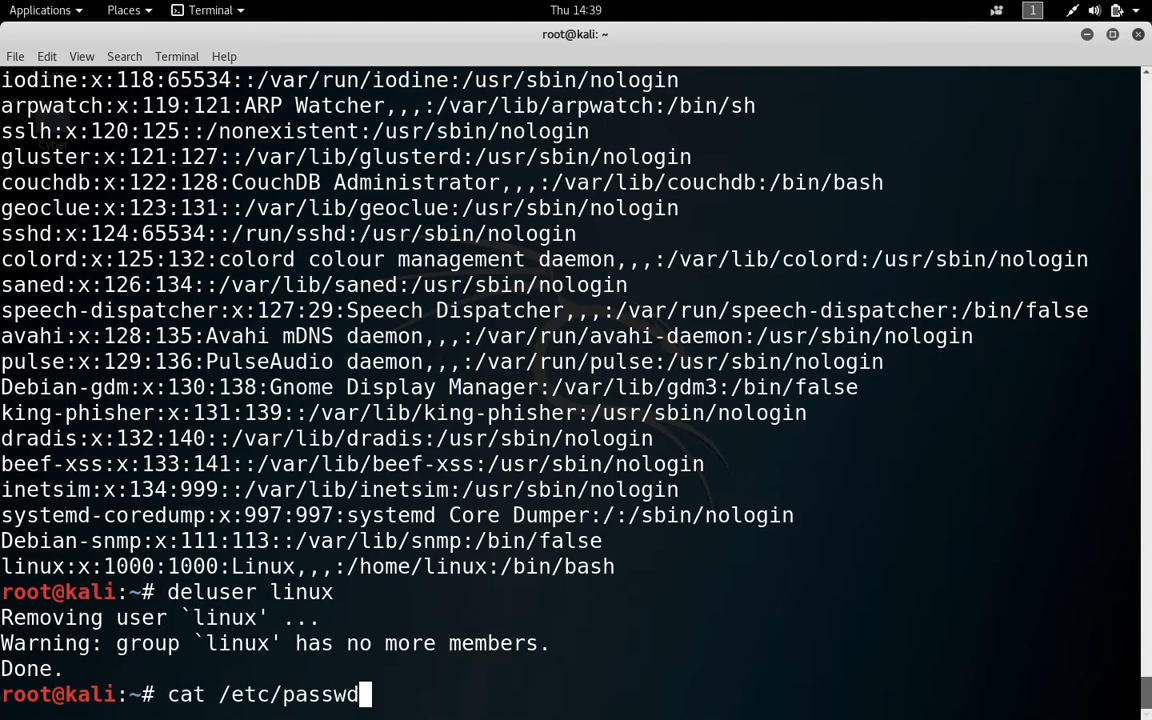 Applications Places Terminal Thu 14:39 1
root@kali: ~
File Edit View Search Terminal Help
iodine:x:118:65534::/var/run/iodine:/usr/sbin/nologin
arpwatch:x:119:121:ARP Watcher,,,:/var/lib/arpwatch:/bin/sh
sslh:x:120:125::/nonexistent:/usr/sbin/nologin
gluster:x:121:127::/var/lib/glusterd:/usr/sbin/nologin
couchdb:x:122:128:CouchDB Administrator,,,:/var/lib/couchdb:/bin/bash
geoclue:x:123:131::/var/lib/geoclue:/usr/sbin/nologin
sshd:x:124:65534::/run/sshd:/usr/sbin/nologin
colord:x:125:132:colord colour management daemon,,,:/var/lib/colord:/usr/sbin/nologin
saned:x:126:134::/var/lib/saned:/usr/sbin/nologin
speech-dispatcher:x:127:29:Speech Dispatcher,,,:/var/run/speech-dispatcher:/bin/false
avahi:x:128:135:Avahi mDNS daemon,,,:/var/run/avahi-daemon:/usr/sbin/nologin
pulse:x:129:136:PulseAudio daemon,,,:/var/run/pulse:/usr/sbin/nologin
Debian-gdm:x:130:138:Gnome Display Manager:/var/lib/gdm3:/bin/false
king-phisher:x:131:139::/var/lib/king-phisher:/usr/sbin/nologin
dradis:x:132:140::/var/lib/dradis:/usr/sbin/nologin
beef-xss:x:133:141::/var/lib/beef-xss:/usr/sbin/nologin
inetsim:x:134:999::/var/lib/inetsim:/usr/sbin/nologin
systemd-coredump:x:997:997:systemd Core Dumper:/:/sbin/nologin
Debian-snmp:x:111:113::/var/lib/snmp:/bin/false
linux:x:1000:1000:Linux,,,:/home/linux:/bin/bash
root@kali:~# deluser linux
Removing user `linux' ...
Warning: group `linux' has no more members.
Done.
root@kali:~# cat /etc/passwd